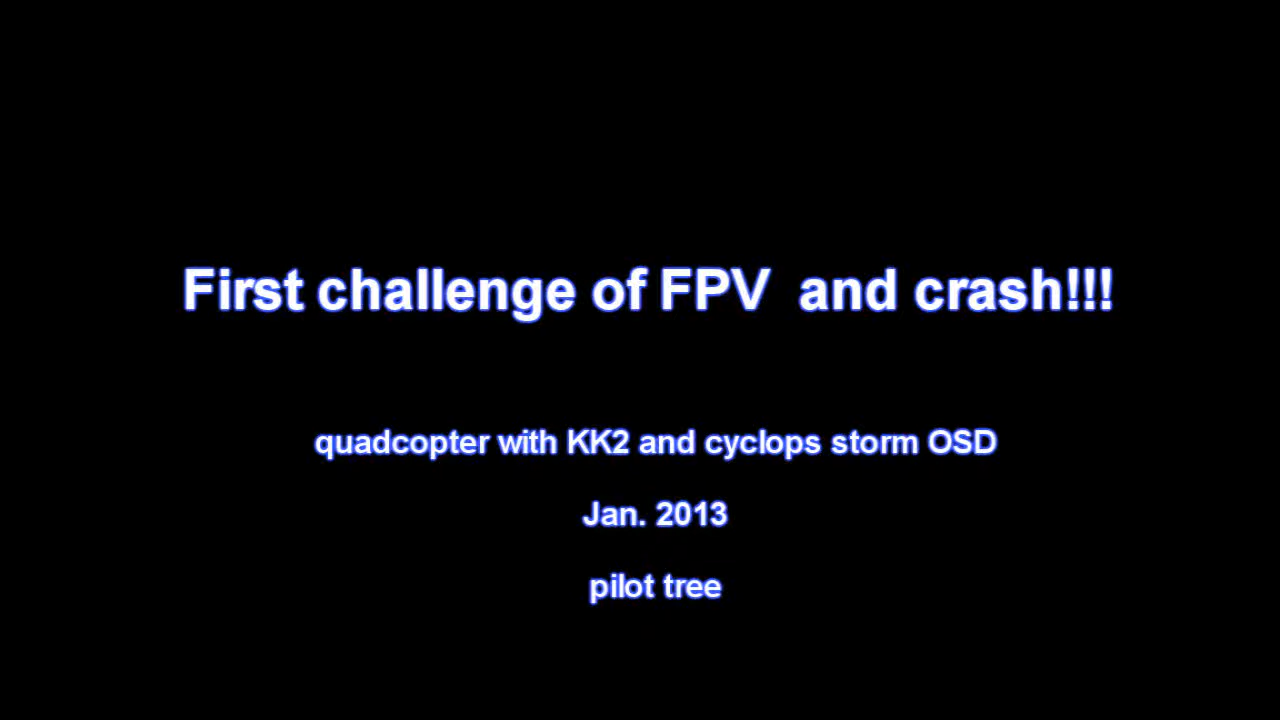 First challenge of FPV  and crash!!!
quadcopter with KK2 and cyclops storm OSD
Jan. 2013
pilot tree